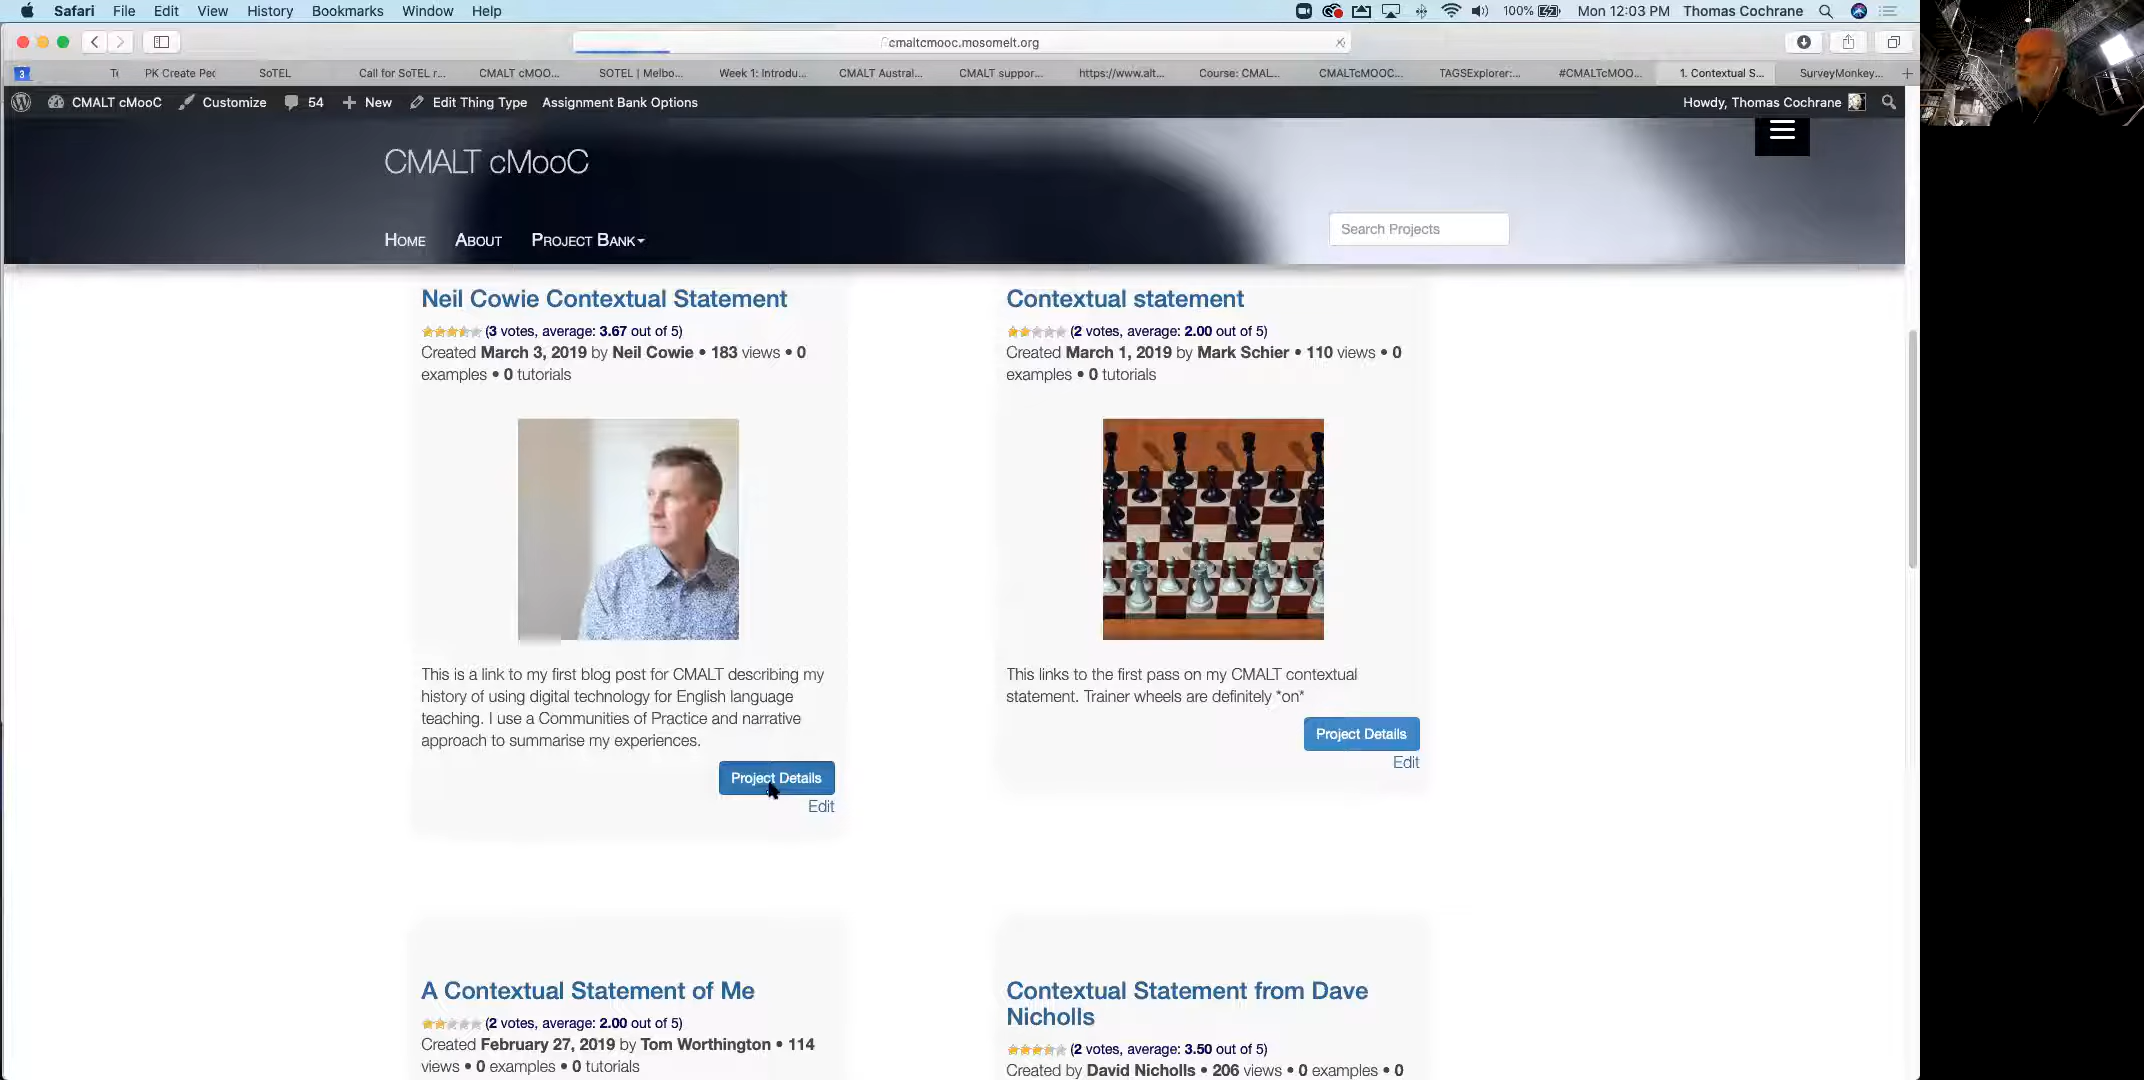 Safari File Edit View History Bookmarks Window Help 100% Mon 12:03 PM Thomas Cochrane
cmaltcmooc.mosomelt.org
3 PK Create Pec SoTEL Call for SoTEL r... CMALT cMOO... SOTEL | Melbo... Week 1: Introdu... CMALT Austral... CMALT suppor... https://www.alt... Course: CMAL... CMALTcMOOC... TAGSExplorer:... #CMALTcMOO... 1. Contextual S... SurveyMonkey...
CMALT cMooC Customize 54 New Edit Thing Type Assignment Bank Options Howdy, Thomas Cochrane
CMALT cMooC
Home About Project Bank Search Projects
Neil Cowie Contextual Statement
(3 votes, average: 3.67 out of 5)
Created March 3, 2019 by Neil Cowie • 183 views • 0
examples • 0 tutorials
This is a link to my first blog post for CMALT describing my
history of using digital technology for English language
teaching. I use a Communities of Practice and narrative
approach to summarise my experiences.
Project Details
Edit
Contextual statement
(2 votes, average: 2.00 out of 5)
Created March 1, 2019 by Mark Schier • 110 views • 0
examples • 0 tutorials
This links to the first pass on my CMALT contextual
statement. Trainer wheels are definitely *on*
Project Details
Edit
A Contextual Statement of Me
(2 votes, average: 2.00 out of 5)
Created February 27, 2019 by Tom Worthington • 114
views • 0 examples • 0 tutorials
Contextual Statement from Dave
Nicholls
(2 votes, average: 3.50 out of 5)
Created by David Nicholls • 206 views • 0 examples • 0